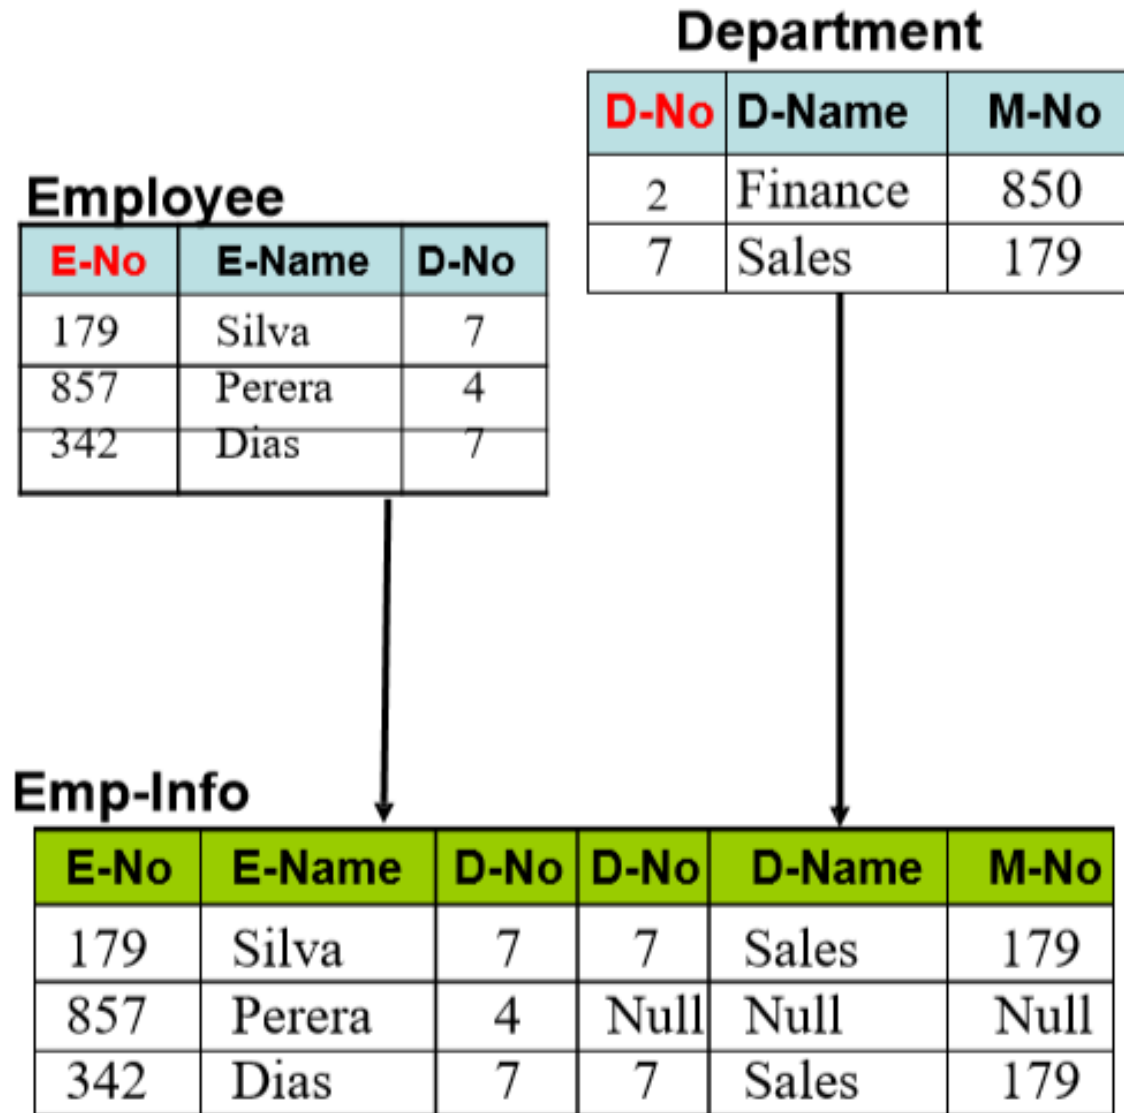 Department
D-No D-Name M-No
2 Finance 850
7 Sales 179
Employee
E-No E-Name D-No
179 Silva 7
857 Perera 4
342 Dias 7
Emp-Info
E-No E-Name D-No D-No D-Name M-No
179 Silva 7 7 Sales 179
857 Perera 4 Null Null Null
342 Dias 7 7 Sales 179